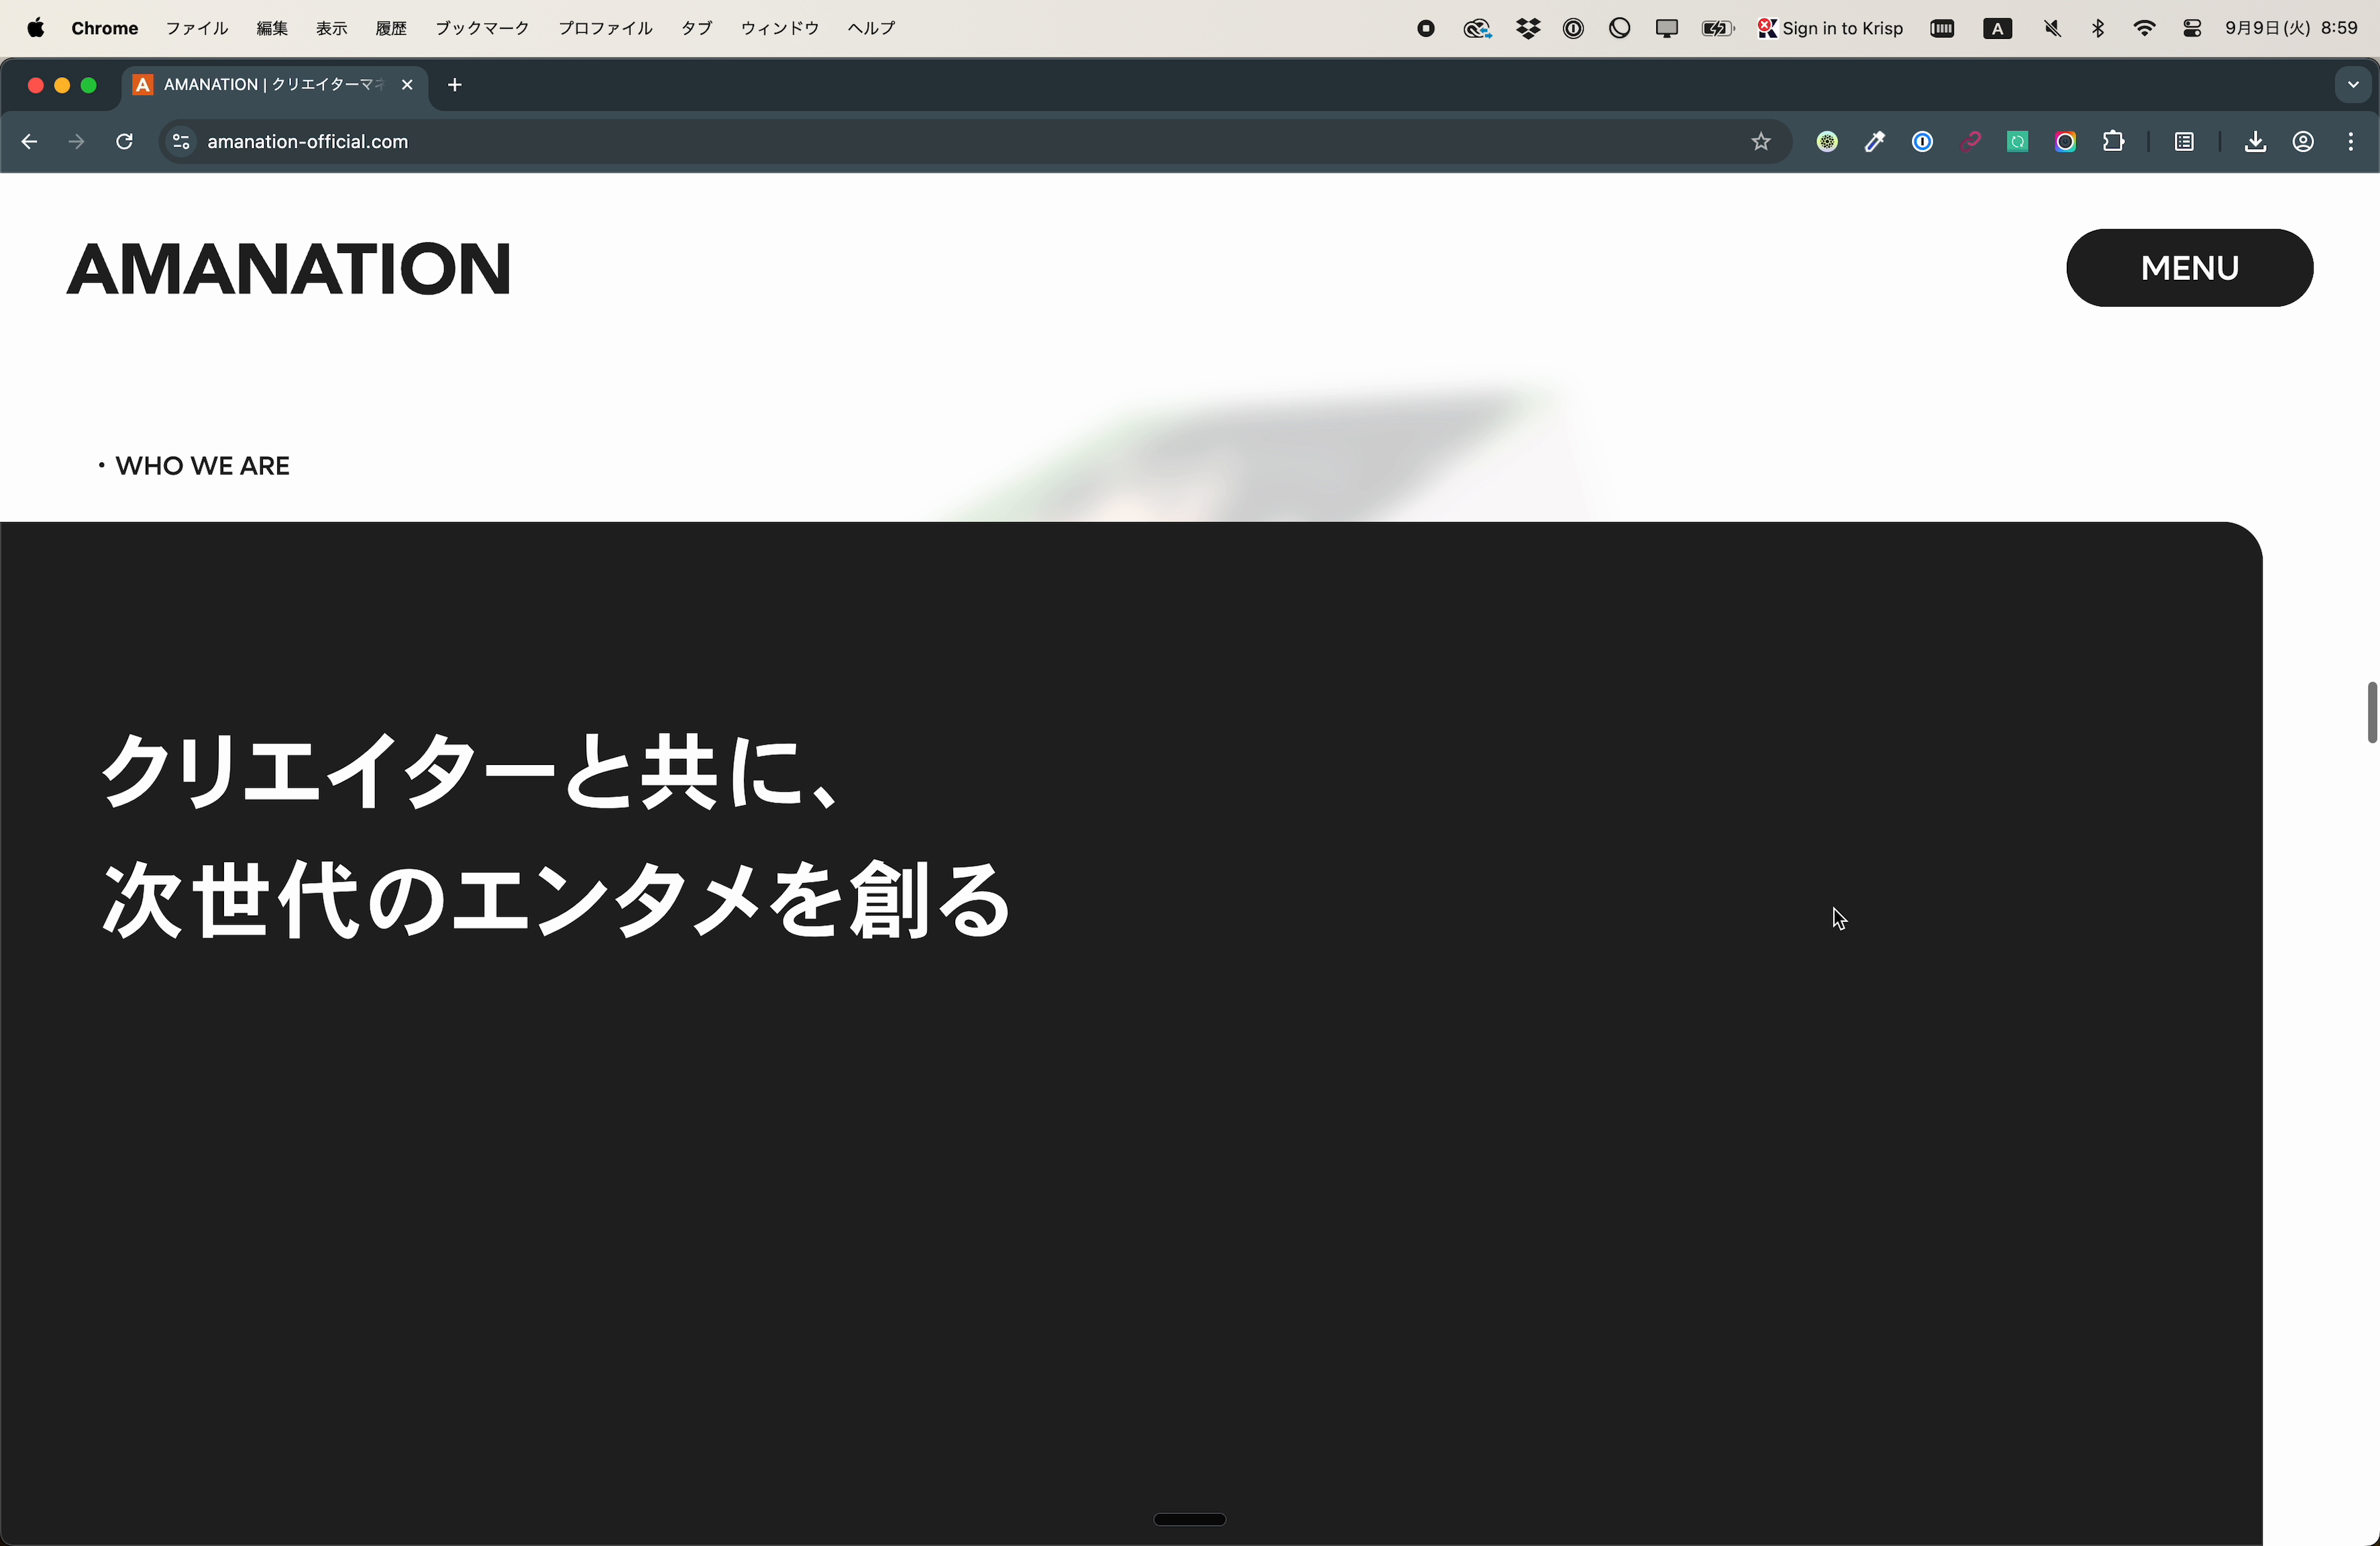 Chrome ファイル 編集 表示 履歴 ブックマーク プロファイル タブ ウィンドウ ヘルプ Sign in to Krisp A 9月9日(火) 8:59
A AMANATION | クリエイターマネ
amanation-official.com
AMANATION
MENU
・WHO WE ARE
クリエイターと共に、
次世代のエンタメを創る